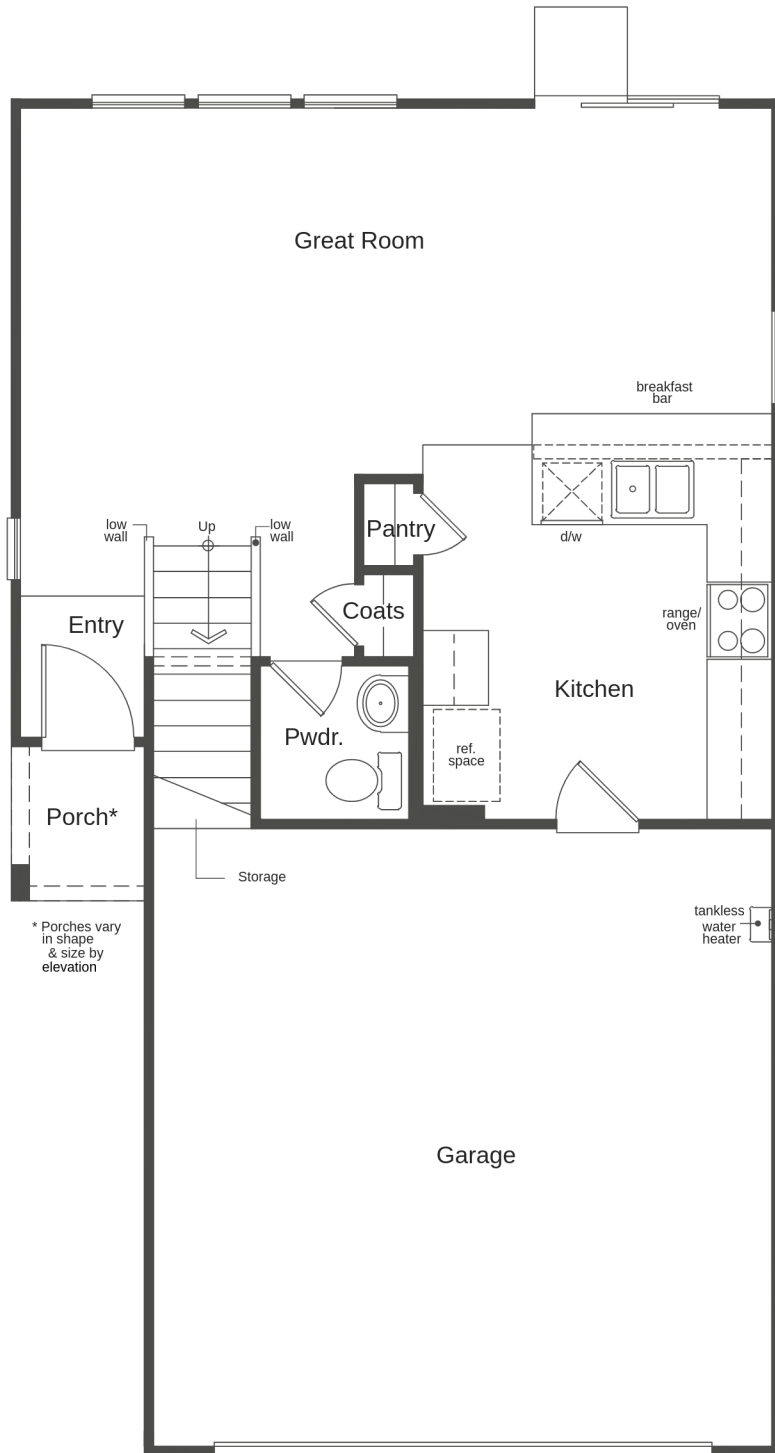 Great Room
breakfast
bar
Pantry
d/w
low
wall
Up
low
wall
Coats
range/
oven
Entry
Kitchen
Pwdr.
ref.
space
Porch*
Storage
* Porches vary
in shape
& size by
elevation
tankless
water
heater
Garage